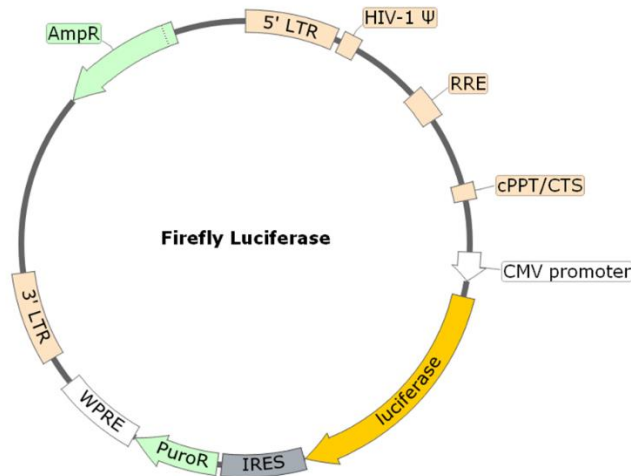 AmpR
5' LTR
HIV-1 Ψ
RRE
cPPT/CTS
Firefly Luciferase
CMV promoter
luciferase
IRES
PuroR
WPRE
3' LTR